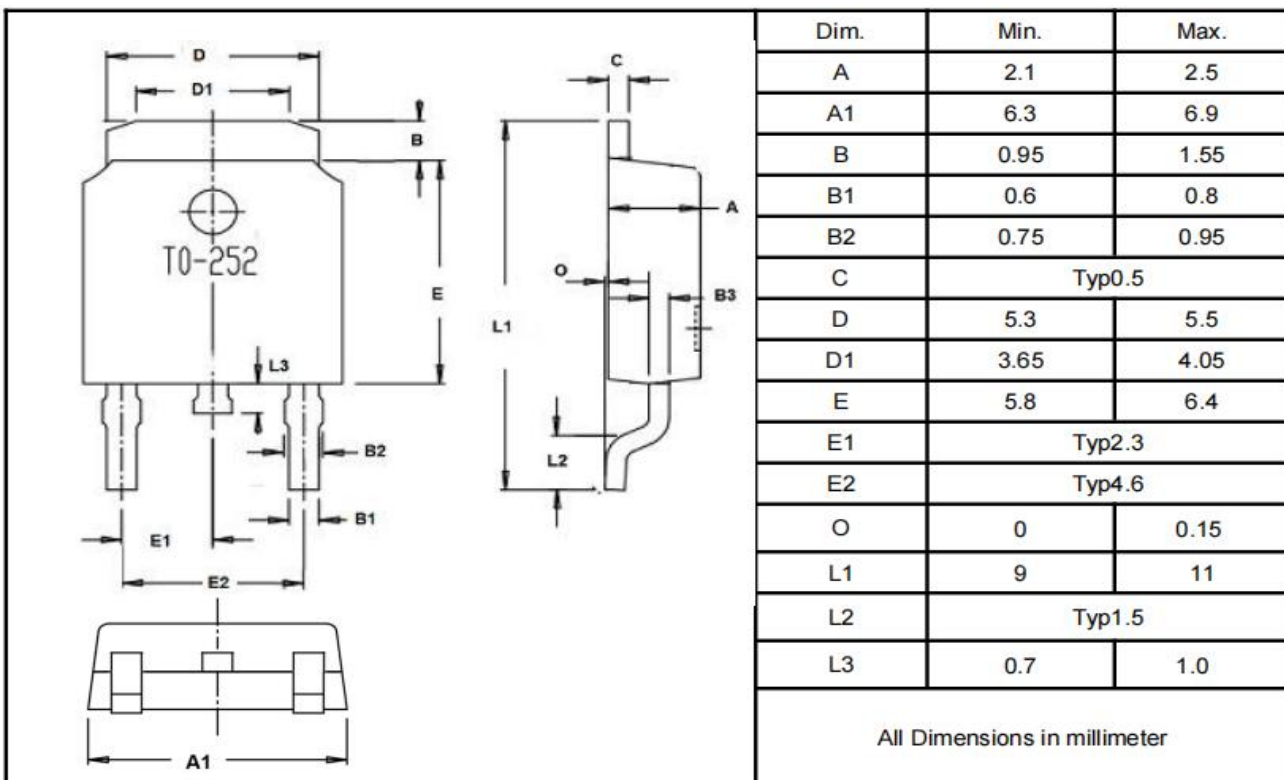 D
D1
B
TO-252
E
L3
B2
B1
E1
E2
A1
C
A
O
B3
L1
L2
Dim. Min. Max.
A 2.1 2.5
A1 6.3 6.9
B 0.95 1.55
B1 0.6 0.8
B2 0.75 0.95
C Typ0.5
D 5.3 5.5
D1 3.65 4.05
E 5.8 6.4
E1 Typ2.3
E2 Typ4.6
O 0 0.15
L1 9 11
L2 Typ1.5
L3 0.7 1.0
All Dimensions in millimeter